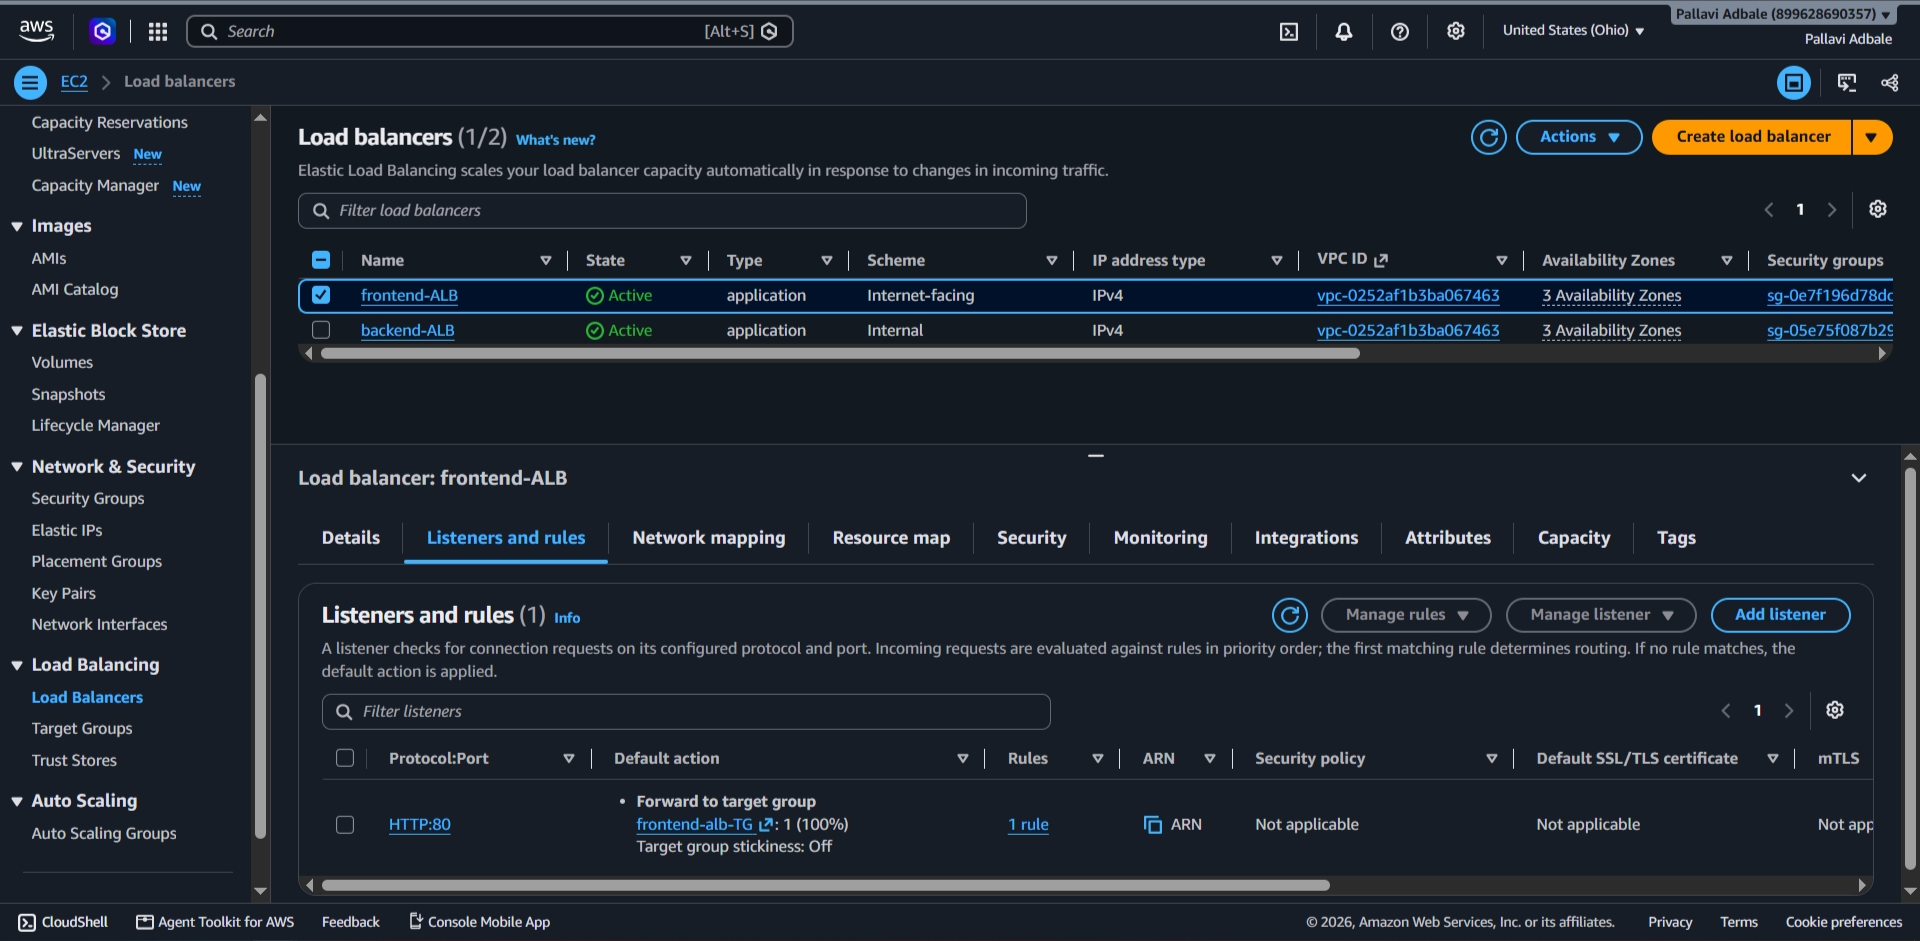 aws
Search [Alt+S]
United States (Ohio)
Pallavi Adbale (899628690357)
Pallavi Adbale
EC2 Load balancers
Capacity Reservations
UltraServers New
Capacity Manager New
Images
AMIs
AMI Catalog
Elastic Block Store
Volumes
Snapshots
Lifecycle Manager
Network & Security
Security Groups
Elastic IPs
Placement Groups
Key Pairs
Network Interfaces
Load Balancing
Load Balancers
Target Groups
Trust Stores
Auto Scaling
Auto Scaling Groups
Load balancers (1/2) What's new?
Actions
Create load balancer
Elastic Load Balancing scales your load balancer capacity automatically in response to changes in incoming traffic.
Filter load balancers
1
Name State Type Scheme IP address type VPC ID Availability Zones Security groups
frontend-ALB Active application Internet-facing IPv4 vpc-0252af1b3ba067463 3 Availability Zones sg-0e7f196d78dc
backend-ALB Active application Internal IPv4 vpc-0252af1b3ba067463 3 Availability Zones sg-05e75f087b29
Load balancer: frontend-ALB
Details Listeners and rules Network mapping Resource map Security Monitoring Integrations Attributes Capacity Tags
Listeners and rules (1) Info
Manage rules Manage listener Add listener
A listener checks for connection requests on its configured protocol and port. Incoming requests are evaluated against rules in priority order; the first matching rule determines routing. If no rule matches, the
default action is applied.
Filter listeners
1
Protocol:Port Default action Rules ARN Security policy Default SSL/TLS certificate mTLS
• Forward to target group
HTTP:80 frontend-alb-TG : 1 (100%) 1 rule ARN Not applicable Not applicable Not app
Target group stickiness: Off
CloudShell Agent Toolkit for AWS Feedback Console Mobile App
© 2026, Amazon Web Services, Inc. or its affiliates. Privacy Terms Cookie preferences